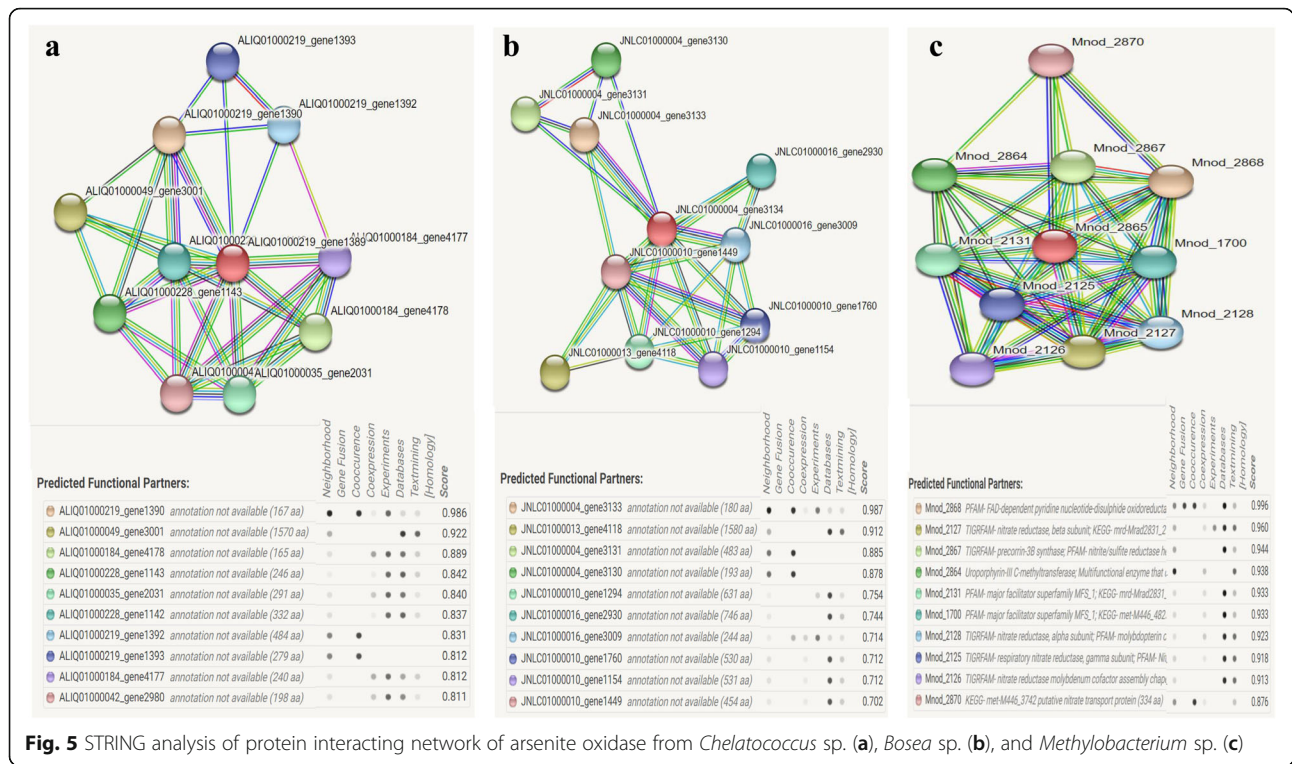 a
ALIQ01000219_gene1393
ALIQ01000219_gene1392
ALIQ01000219_gene1390
ALIQ01000049_gene3001
ALIQ01000219_gene1389
ALIQ01000184_gene4177
ALIQ01000228_gene1143
ALIQ01000184_gene4178
ALIQ01000035_gene2031
Neighborhood
Gene Fusion
Cooccurence
Coexpression
Experiments
Databases
Textmining
[Homology]
Score
Predicted Functional Partners:
ALIQ01000219_gene1390 annotation not available (167 aa) 0.986
ALIQ01000049_gene3001 annotation not available (1570 aa) 0.922
ALIQ01000184_gene4178 annotation not available (165 aa) 0.889
ALIQ01000228_gene1143 annotation not available (246 aa) 0.842
ALIQ01000035_gene2031 annotation not available (291 aa) 0.840
ALIQ01000228_gene1142 annotation not available (332 aa) 0.837
ALIQ01000219_gene1392 annotation not available (484 aa) 0.831
ALIQ01000219_gene1393 annotation not available (279 aa) 0.812
ALIQ01000184_gene4177 annotation not available (240 aa) 0.812
ALIQ01000042_gene2980 annotation not available (198 aa) 0.811
b
JNLC01000004_gene3130
JNLC01000004_gene3131
JNLC01000004_gene3133
JNLC01000016_gene2930
JNLC01000004_gene3134
JNLC01000016_gene3009
JNLC01000010_gene1449
JNLC01000010_gene1760
JNLC01000010_gene1294
JNLC01000013_gene4118
JNLC01000010_gene1154
Neighborhood
Gene Fusion
Cooccurence
Coexpression
Experiments
Databases
Textmining
[Homology]
Score
Predicted Functional Partners:
JNLC01000004_gene3133 annotation not available (180 aa) 0.987
JNLC01000013_gene4118 annotation not available (1580 aa) 0.912
JNLC01000004_gene3131 annotation not available (483 aa) 0.885
JNLC01000004_gene3130 annotation not available (193 aa) 0.878
JNLC01000010_gene1294 annotation not available (631 aa) 0.754
JNLC01000016_gene2930 annotation not available (746 aa) 0.744
JNLC01000016_gene3009 annotation not available (244 aa) 0.714
JNLC01000010_gene1760 annotation not available (530 aa) 0.712
JNLC01000010_gene1154 annotation not available (531 aa) 0.712
JNLC01000010_gene1449 annotation not available (454 aa) 0.702
c
Mnod_2870
Mnod_2867
Mnod_2864
Mnod_2868
Mnod_2865
Mnod_2131
Mnod_1700
Mnod_2125
Mnod_2128
Mnod_2127
Mnod_2126
Neighborhood
Gene Fusion
Cooccurence
Coexpression
Experiments
Databases
Textmining
[Homology]
Score
Predicted Functional Partners:
Mnod_2868 PFAM- FAD-dependent pyridine nucleotide-disulphide oxidoreducta 0.996
Mnod_2127 TIGRFAM- nitrate reductase, beta subunit; KEGG- mrd-Mrad2831_2 0.960
Mnod_2867 TIGRFAM- precorrin-3B synthase; PFAM- nitrite/sulfite reductase h 0.944
Mnod_2864 Uroporphyrin-III C-methyltransferase; Multifunctional enzyme that 0.938
Mnod_2131 PFAM- major facilitator superfamily MFS_1; KEGG- mrd-Mrad2831_ 0.933
Mnod_1700 PFAM- major facilitator superfamily MFS_1; KEGG- met-M446_482 0.933
Mnod_2128 TIGRFAM- nitrate reductase, alpha subunit; PFAM- molybdopterin 0.923
Mnod_2125 TIGRFAM- respiratory nitrate reductase, gamma subunit; PFAM- Ni 0.918
Mnod_2126 TIGRFAM- nitrate reductase molybdenum cofactor assembly chap 0.913
Mnod_2870 KEGG- met-M446_3742 putative nitrate transport protein (334 aa) 0.876
Fig. 5 STRING analysis of protein interacting network of arsenite oxidase from Chelatococcus sp. (a), Bosea sp. (b), and Methylobacterium sp. (c)